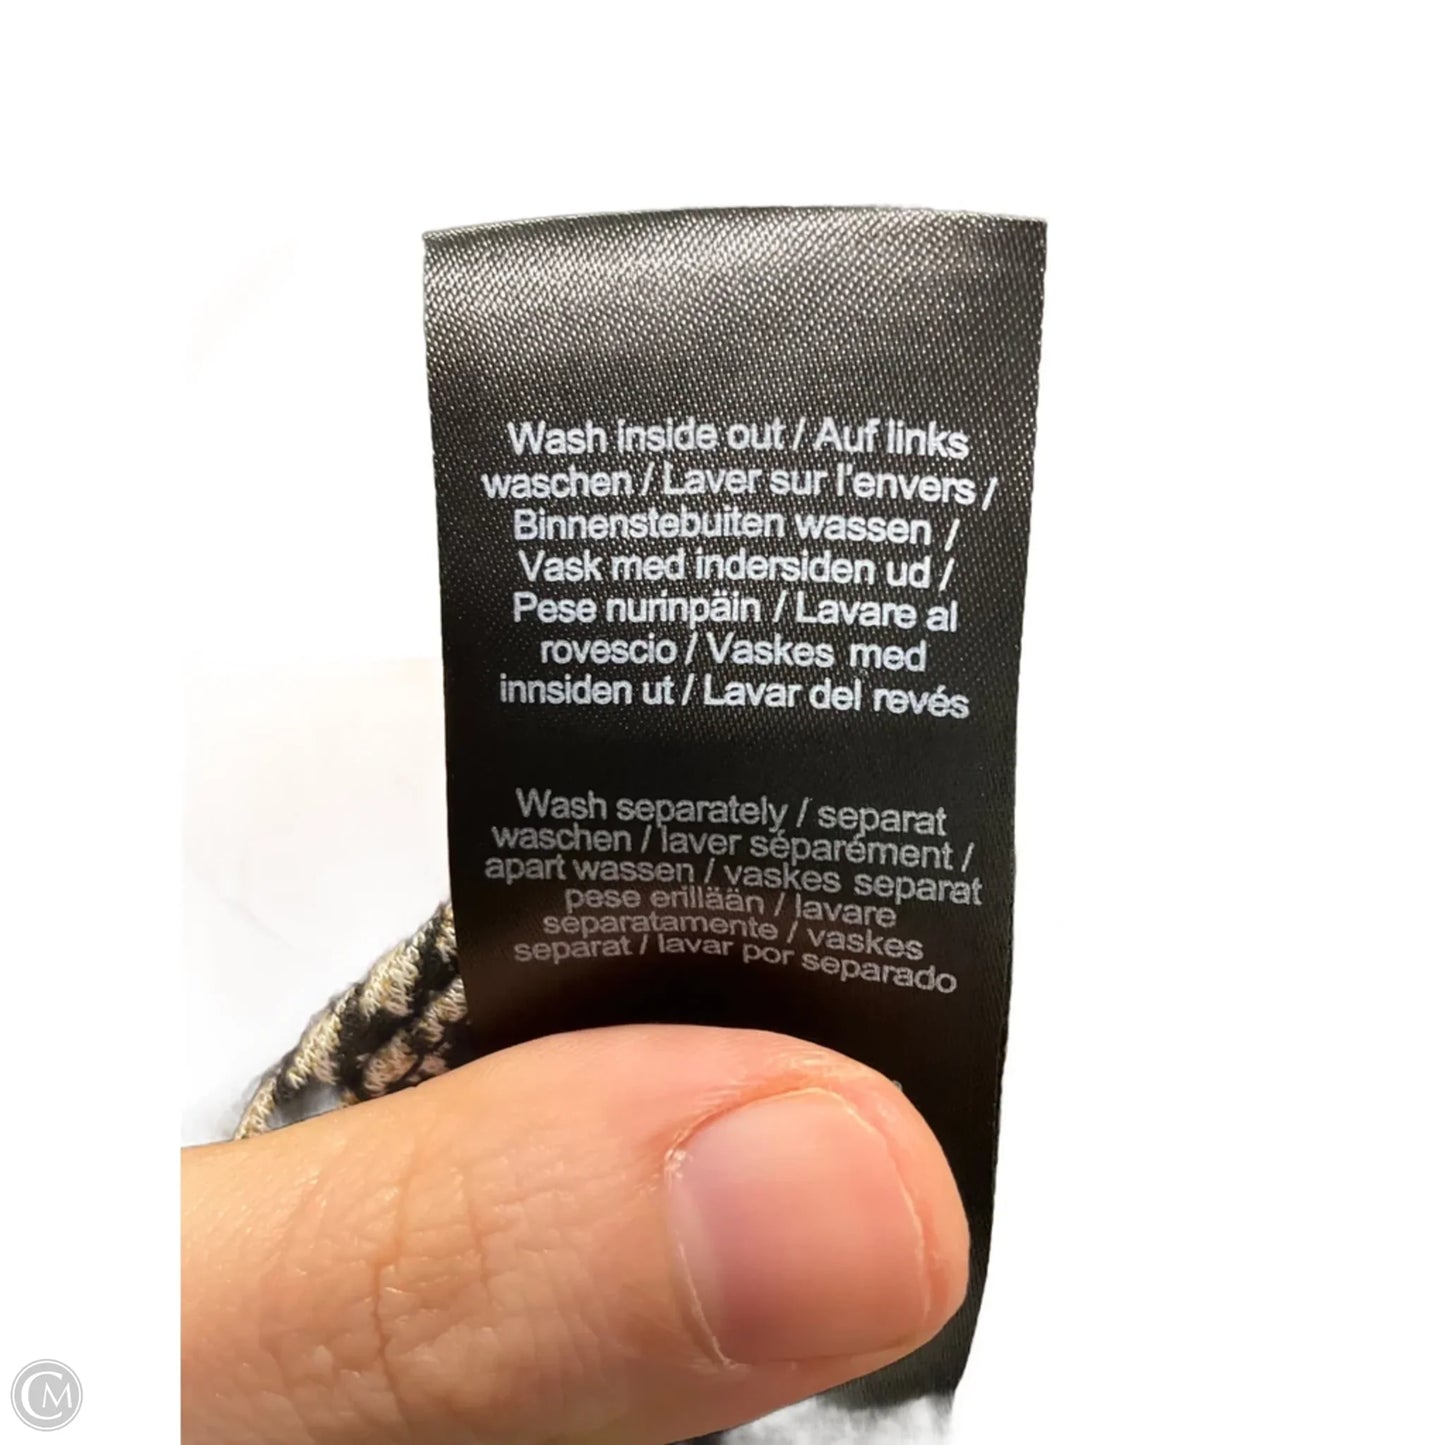 Wash inside out / Auf links
waschen / Laver sur l'envers /
Binnenstebuiten wassen /
Vask med indersiden ud /
Pese nurinpäin / Lavare al
rovescio / Vaskes med
innsiden ut / Lavar del revés
Wash separately / separat
waschen / laver séparément /
apart wassen / vaskes separat
pese erillään / lavare
separatamente / vaskes
separat / lavar por separado
CM